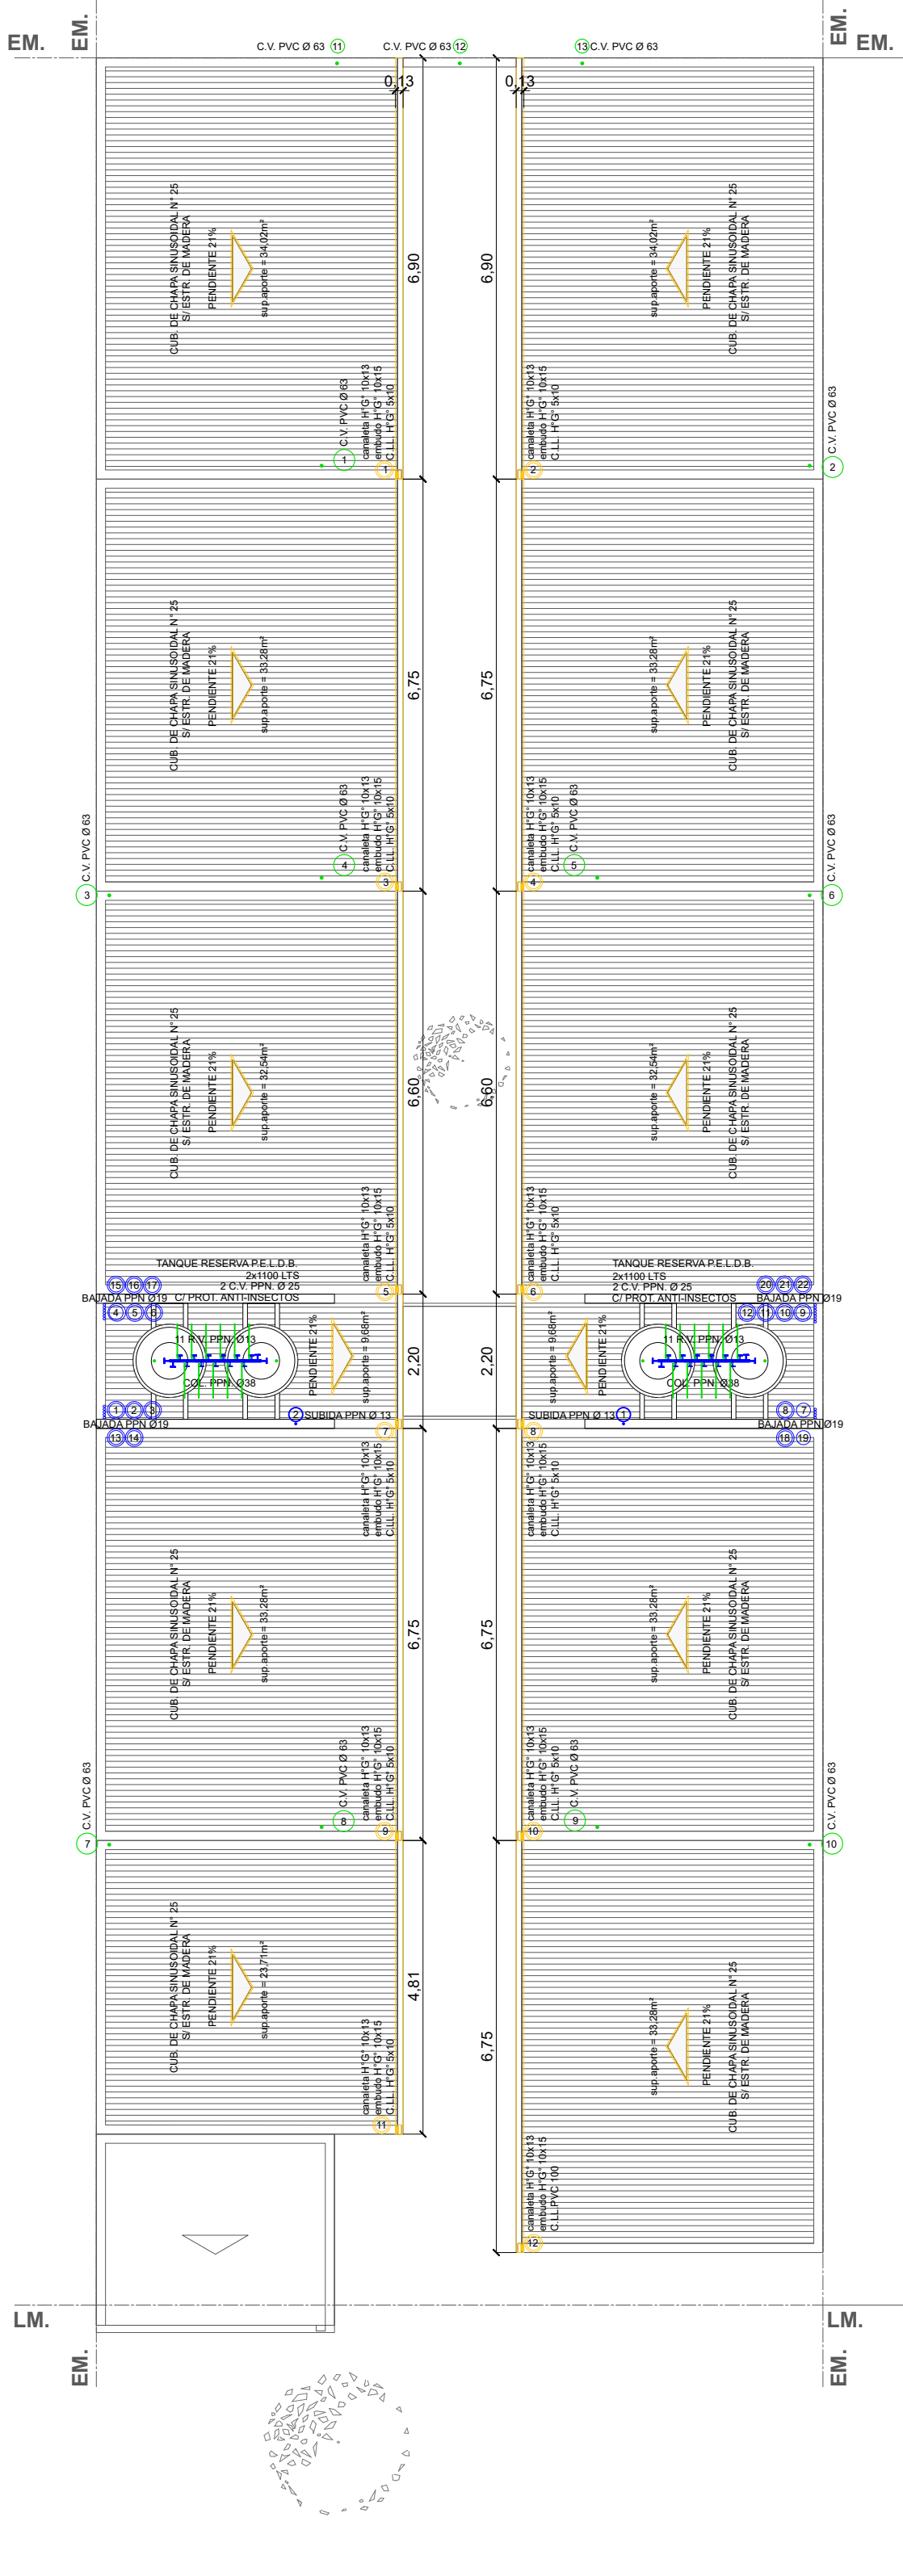 EM.
EM.
EM.
EM.
C.V. PVC Ø 63
11
C.V. PVC Ø 63
12
13
C.V. PVC Ø 63
0,13
0,13
CUB. DE CHAPA SINUSOIDAL N° 25
S/ ESTR. DE MADERA
PENDIENTE 21%
sup.aporte = 34,02m²
6,90
6,90
sup.aporte = 34,02m²
PENDIENTE 21%
CUB. DE CHAPA SINUSOIDAL N° 25
S/ ESTR. DE MADERA
1
C.V. PVC Ø 63
canaleta H°G° 10x13
embudo H°G° 10x15
C.LL. H°G° 5x10
1
canaleta H°G° 10x13
embudo H°G° 10x15
C.LL. H°G° 5x10
2
C.V. PVC Ø 63
2
CUB. DE CHAPA SINUSOIDAL N° 25
S/ ESTR. DE MADERA
PENDIENTE 21%
sup.aporte = 33,28m²
6,75
6,75
sup.aporte = 33,28m²
PENDIENTE 21%
CUB. DE CHAPA SINUSOIDAL N° 25
S/ ESTR. DE MADERA
C.V. PVC Ø 63
3
4
C.V. PVC Ø 63
canaleta H°G° 10x13
embudo H°G° 10x15
C.LL. H°G° 5x10
3
canaleta H°G° 10x13
embudo H°G° 10x15
C.LL. H°G° 5x10
4
C.V. PVC Ø 63
5
C.V. PVC Ø 63
6
CUB. DE CHAPA SINUSOIDAL N° 25
S/ ESTR. DE MADERA
PENDIENTE 21%
sup.aporte = 32,54m²
6,60
6,60
sup.aporte = 32,54m²
PENDIENTE 21%
CUB. DE CHAPA SINUSOIDAL N° 25
S/ ESTR. DE MADERA
canaleta H°G° 10x13
embudo H°G° 10x15
C.LL. H°G° 5x10
5
canaleta H°G° 10x13
embudo H°G° 10x15
C.LL. H°G° 5x10
6
TANQUE RESERVA P.E.L.D.B.
2x1100 LTS
2 C.V. PPN. Ø 25
C/ PROT. ANTI-INSECTOS
15 16 17
BAJADA PPN Ø19
4 5 6
11 R.V. PPN. Ø13
COL. PPN. Ø38
PENDIENTE 21%
sup.aporte = 9,68m²
2,20
1 2 3
BAJADA PPN Ø19
13 14
2
SUBIDA PPN Ø 13
7
TANQUE RESERVA P.E.L.D.B.
2x1100 LTS
2 C.V. PPN. Ø 25
C/ PROT. ANTI-INSECTOS
20 21 22
BAJADA PPN Ø19
12 11 10 9
11 R.V. PPN. Ø13
COL. PPN. Ø38
2,20
sup.aporte = 9,68m²
PENDIENTE 21%
SUBIDA PPN Ø 13
1
8 7
BAJADA PPN Ø19
18 19
8
canaleta H°G° 10x13
embudo H°G° 10x15
C.LL. H°G° 5x10
canaleta H°G° 10x13
embudo H°G° 10x15
C.LL. H°G° 5x10
CUB. DE CHAPA SINUSOIDAL N° 25
S/ ESTR. DE MADERA
PENDIENTE 21%
sup.aporte = 33,28m²
6,75
6,75
sup.aporte = 33,28m²
PENDIENTE 21%
CUB. DE CHAPA SINUSOIDAL N° 25
S/ ESTR. DE MADERA
C.V. PVC Ø 63
7
C.V. PVC Ø 63
8
canaleta H°G° 10x13
embudo H°G° 10x15
C.LL. H°G° 5x10
9
canaleta H°G° 10x13
embudo H°G° 10x15
C.LL. H°G° 5x10
10
C.V. PVC Ø 63
9
C.V. PVC Ø 63
10
CUB. DE CHAPA SINUSOIDAL N° 25
S/ ESTR. DE MADERA
PENDIENTE 21%
sup.aporte = 23,71m²
4,81
6,75
sup.aporte = 33,28m²
PENDIENTE 21%
CUB. DE CHAPA SINUSOIDAL N° 25
S/ ESTR. DE MADERA
canaleta H°G° 10x13
embudo H°G° 10x15
C.LL. H°G° 5x10
11
canaleta H°G° 10x13
embudo H°G° 10x15
C.LL.PVC 100
12
LM.
LM.
EM.
EM.